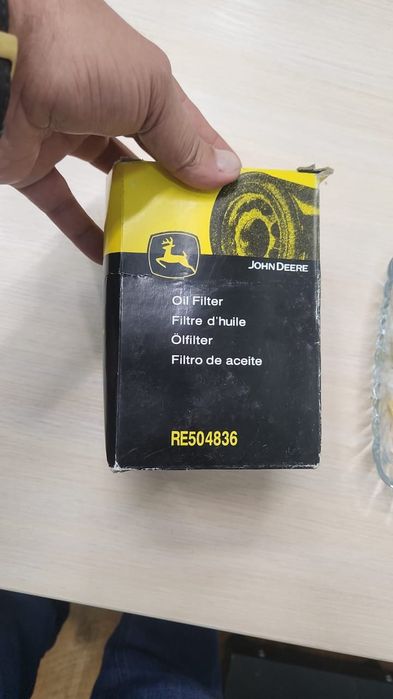 JOHN DEERE
Oil Filter
Filtre d'huile
Ölfilter
Filtro de aceite
RE504836